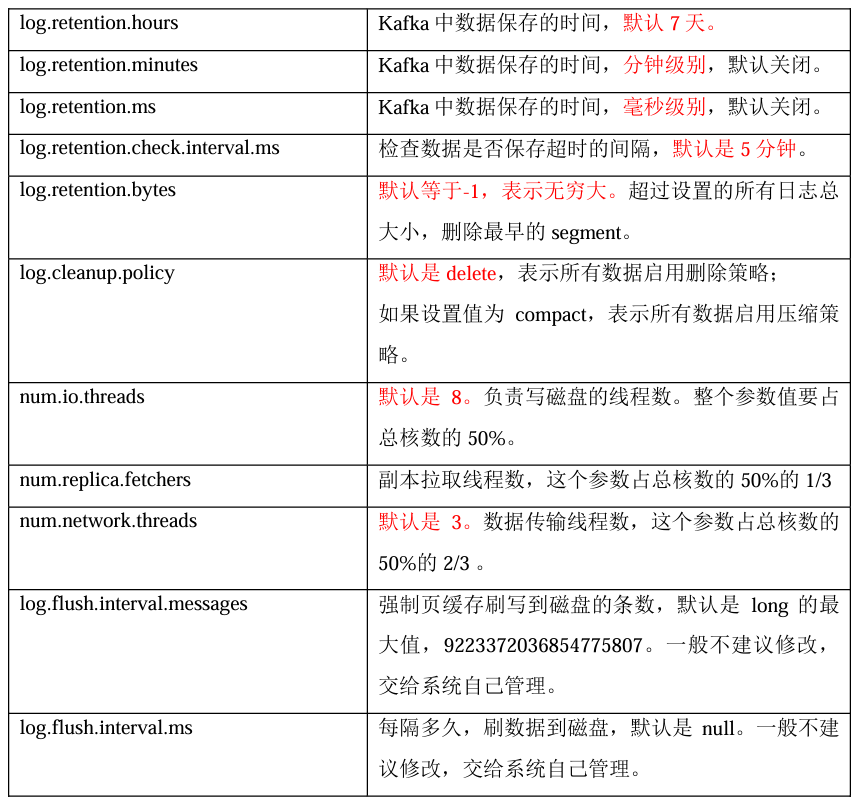 log.retention.hours
Kafka 中数据保存的时间，默认 7 天。
log.retention.minutes
Kafka 中数据保存的时间，分钟级别，默认关闭。
log.retention.ms
Kafka 中数据保存的时间，毫秒级别，默认关闭。
log.retention.check.interval.ms
检查数据是否保存超时的间隔，默认是 5 分钟。
log.retention.bytes
默认等于-1，表示无穷大。超过设置的所有日志总
大小，删除最早的 segment。
log.cleanup.policy
默认是 delete，表示所有数据启用删除策略；
如果设置值为 compact，表示所有数据启用压缩策
略。
num.io.threads
默认是 8。负责写磁盘的线程数。整个参数值要占
总核数的 50%。
num.replica.fetchers
副本拉取线程数，这个参数占总核数的 50%的 1/3
num.network.threads
默认是 3。数据传输线程数，这个参数占总核数的
50%的 2/3 。
log.flush.interval.messages
强制页缓存刷写到磁盘的条数，默认是 long 的最
大值，9223372036854775807。一般不建议修改，
交给系统自己管理。
log.flush.interval.ms
每隔多久，刷数据到磁盘，默认是 null。一般不建
议修改，交给系统自己管理。